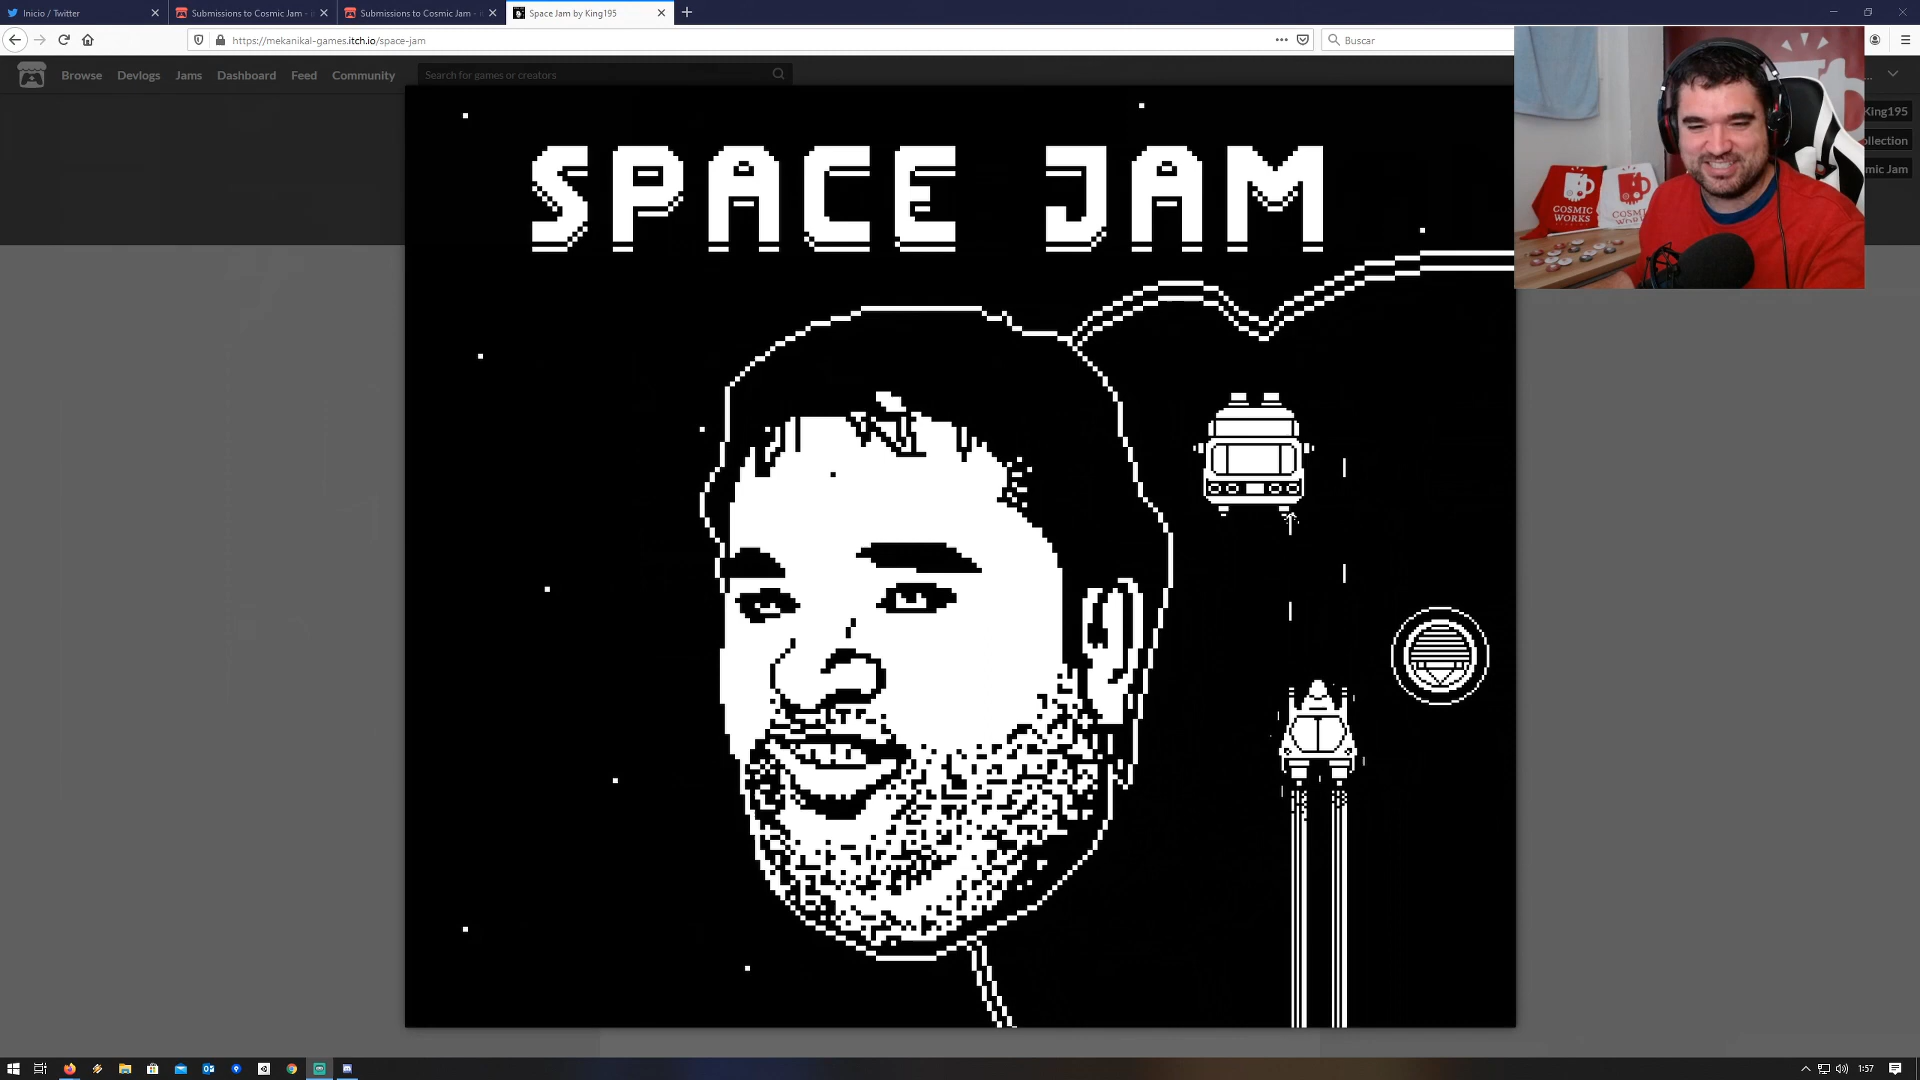 Inicio / Twitter
Submissions to Cosmic Jam - i
Submissions to Cosmic Jam - i
Space Jam by King195
https://mekanikal-games.itch.io/space-jam
Buscar
Browse
Devlogs
Jams
Dashboard
Feed
Community
Search for games or creators
King195
ollection
mic Jam
SPACE JAM
COSMIC
WORKS
COSMIC
1:57